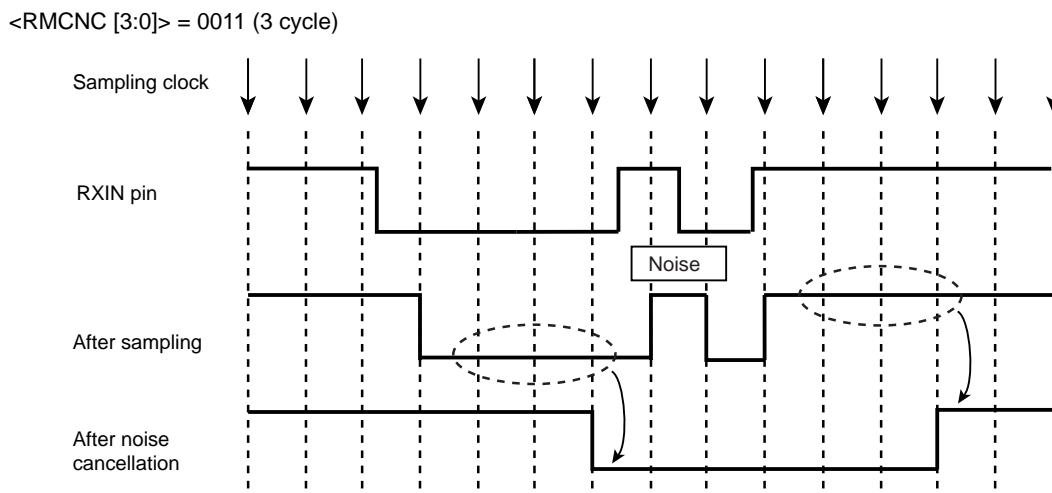 <RMCNC [3:0]> = 0011 (3 cycle)
Sampling clock
RXIN pin
Noise
After sampling
After noise
cancellation